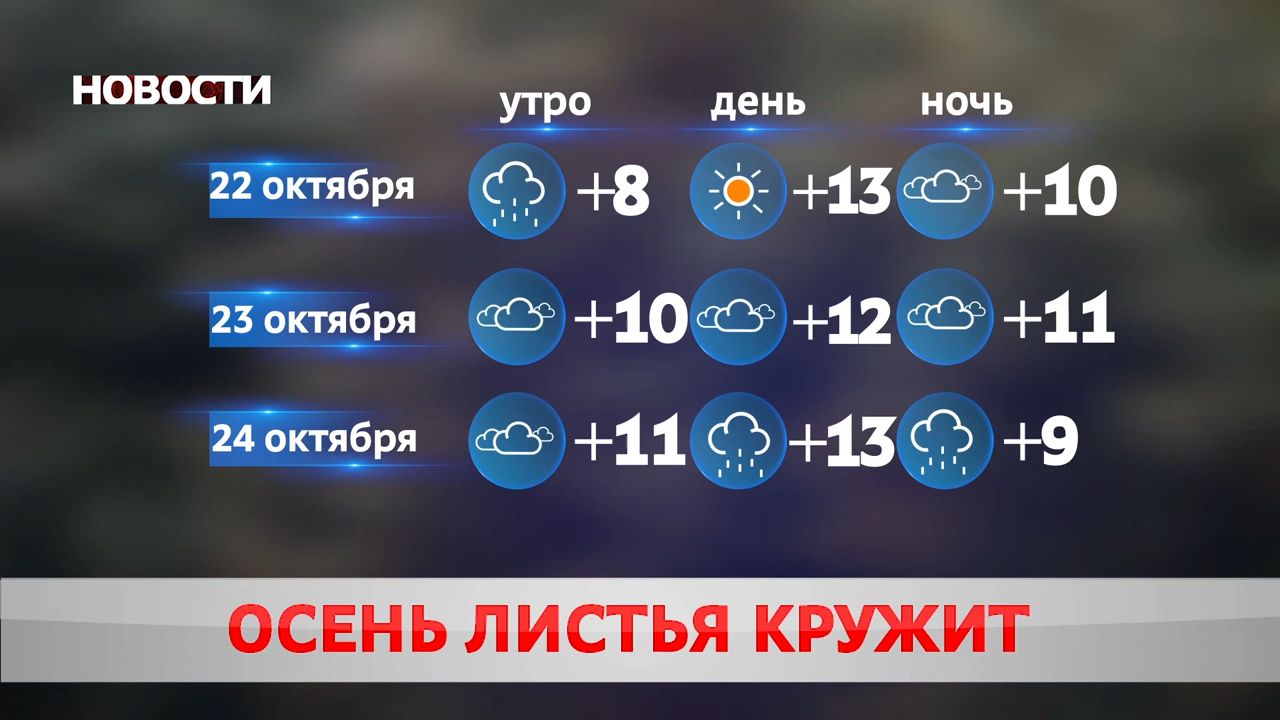 НОВОСТИ
утро день ночь
22 октября +8 +13 +10
23 октября +10 +12 +11
24 октября +11 +13 +9
ОСЕНЬ ЛИСТЬЯ КРУЖИТ